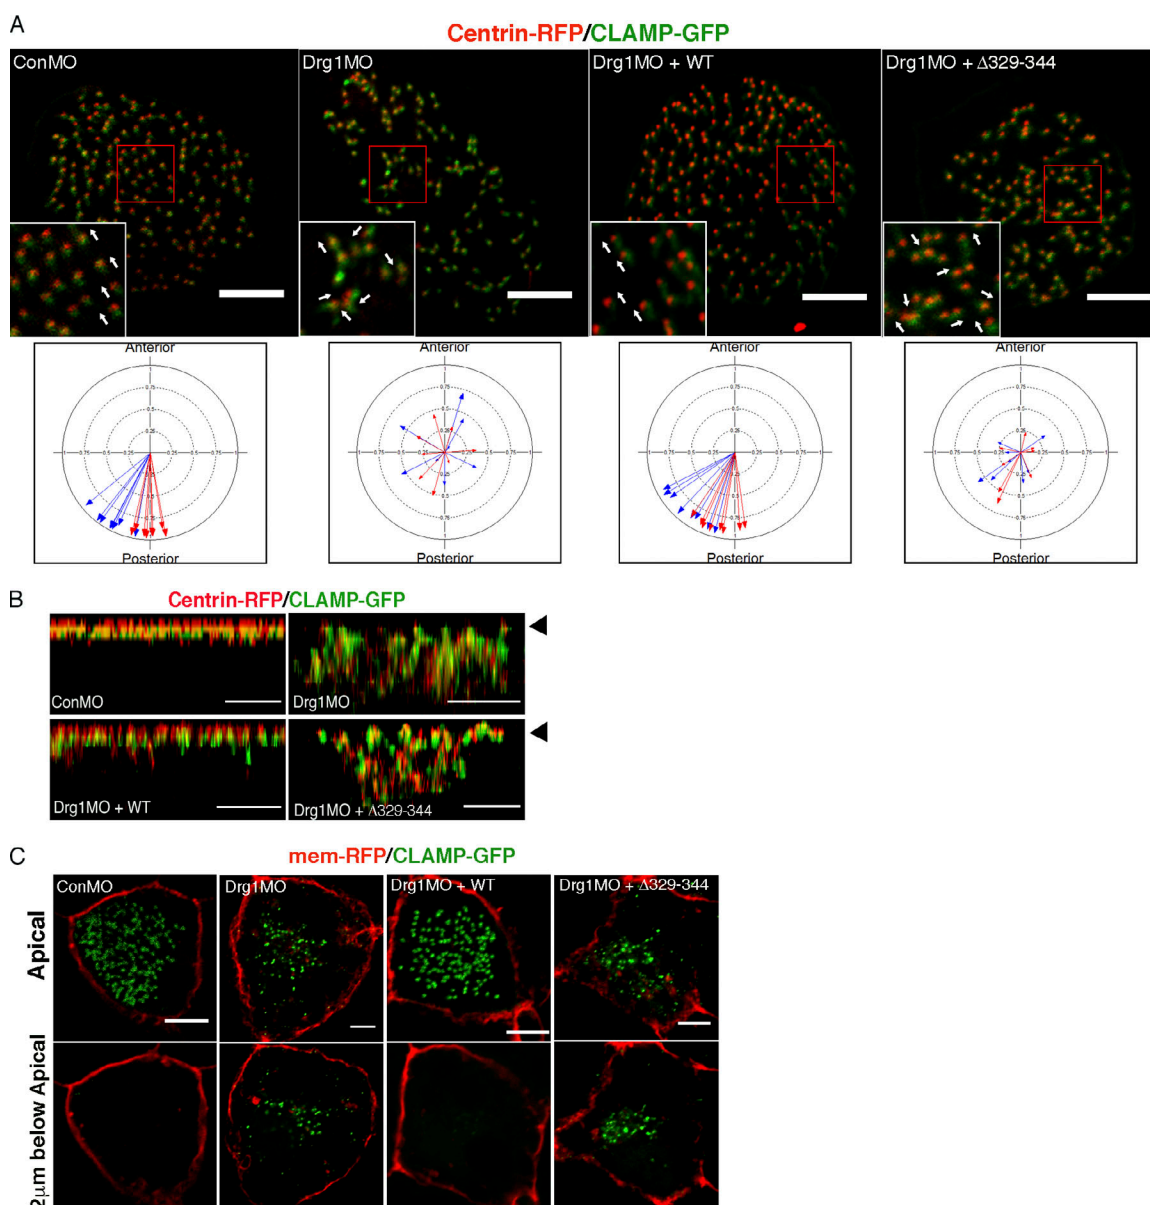 A
Centrin-RFP/CLAMP-GFP
ConMO
Drg1MO
Drg1MO + WT
Drg1MO + Δ329-344
Anterior
Anterior
Anterior
Anterior
Posterior
Posterior
Posterior
Posterior
B
Centrin-RFP/CLAMP-GFP
ConMO
Drg1MO
Drg1MO + WT
Drg1MO + Δ329-344
C
mem-RFP/CLAMP-GFP
ConMO
Drg1MO
Drg1MO + WT
Drg1MO + Δ329-344
Apical
2μm below Apical